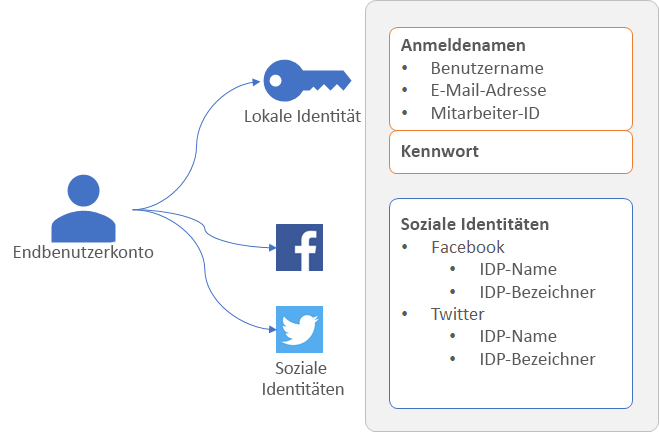 Endbenutzerkonto
Lokale Identität
Soziale
Identitäten
Anmeldenamen
• Benutzername
• E-Mail-Adresse
• Mitarbeiter-ID
Kennwort
Soziale Identitäten
• Facebook
• IDP-Name
• IDP-Bezeichner
• Twitter
• IDP-Name
• IDP-Bezeichner